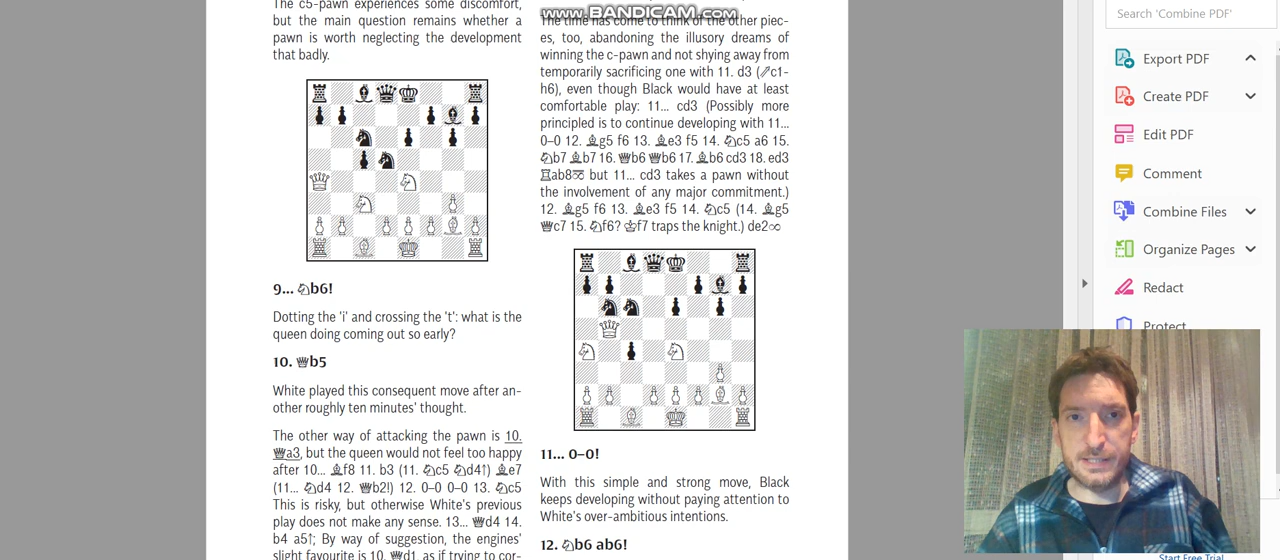 The c5-pawn experiences some discomfort,
but the main question remains whether a
pawn is worth neglecting the development
that badly.
9... ♘b6!
Dotting the 'i' and crossing the 't': what is the
queen doing coming out so early?
10. ♕b5
White played this consequent move after an-
other roughly ten minutes' thought.
The other way of attacking the pawn is 10.
♕a3, but the queen would not feel too happy
after 10... ♗f8 11. b3 (11. ♘c5 ♘d4↑) ♗e7
(11... ♘d4 12. ♕b2!) 12. 0–0 0–0 13. ♘c5
This is risky, but otherwise White's previous
play does not make any sense. 13... ♕d4 14.
b4 a5↑; By way of suggestion, the engines'
slight favourite is 10. ♕d1, as if trying to cor-
www.BANDICAM.com
The time has come to think of the other piec-
es, too, abandoning the illusory dreams of
winning the c-pawn and not shying away from
temporarily sacrificing one with 11. d3 (⇗c1-
h6), even though Black would have at least
comfortable play: 11... cd3 (Possibly more
principled is to continue developing with 11...
0–0 12. ♗g5 f6 13. ♗e3 f5 14. ♘c5 a6 15.
♘b7 ♗b7 16. ♕b6 ♕b6 17. ♗b6 cd3 18. ed3
♖ab8 but 11... cd3 takes a pawn without
the involvement of any major commitment.)
12. ♗g5 f6 13. ♗e3 f5 14. ♘c5 (14. ♗g5
♕c7 15. ♘f6? ♔f7 traps the knight.) de2∞
11... 0–0!
With this simple and strong move, Black
keeps developing without paying attention to
White's over-ambitious intentions.
12. ♘b6 ab6!
Search 'Combine PDF'
Export PDF
Create PDF
Edit PDF
Comment
Combine Files
Organize Pages
Redact
Protect
Start Free Trial